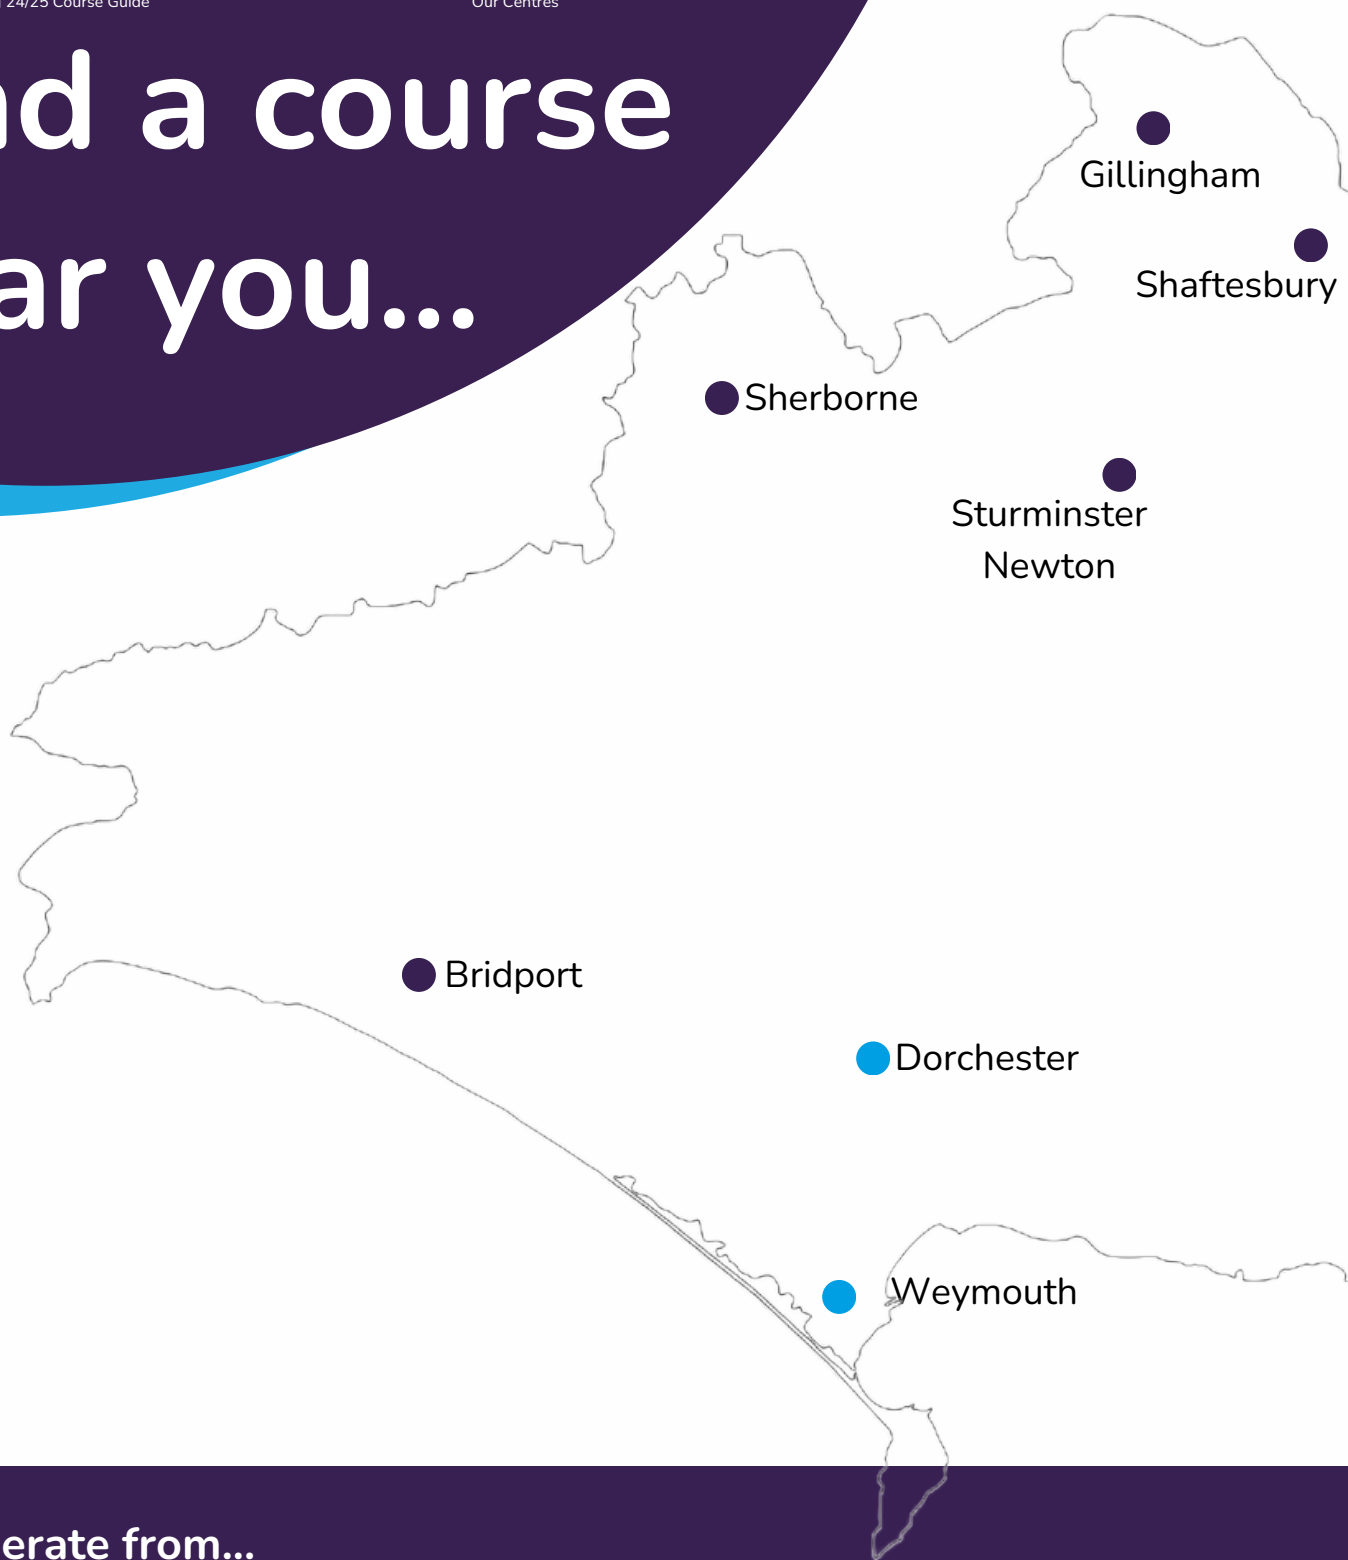 24/25 Course Guide
Our Centres
nd a course
ar you...
Gillingham
Shaftesbury
Sherborne
Sturminster
Newton
Bridport
Dorchester
Weymouth
erate from...